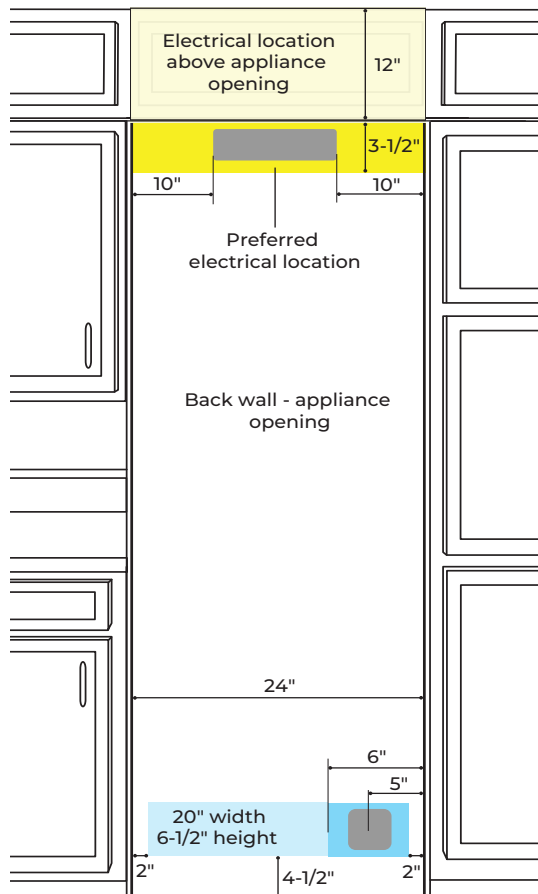 Electrical location
above appliance
opening
12"
3-1/2"
10"
10"
Preferred
electrical location
Back wall - appliance
opening
24"
6"
5"
20" width
6-1/2" height
2"
4-1/2"
2"